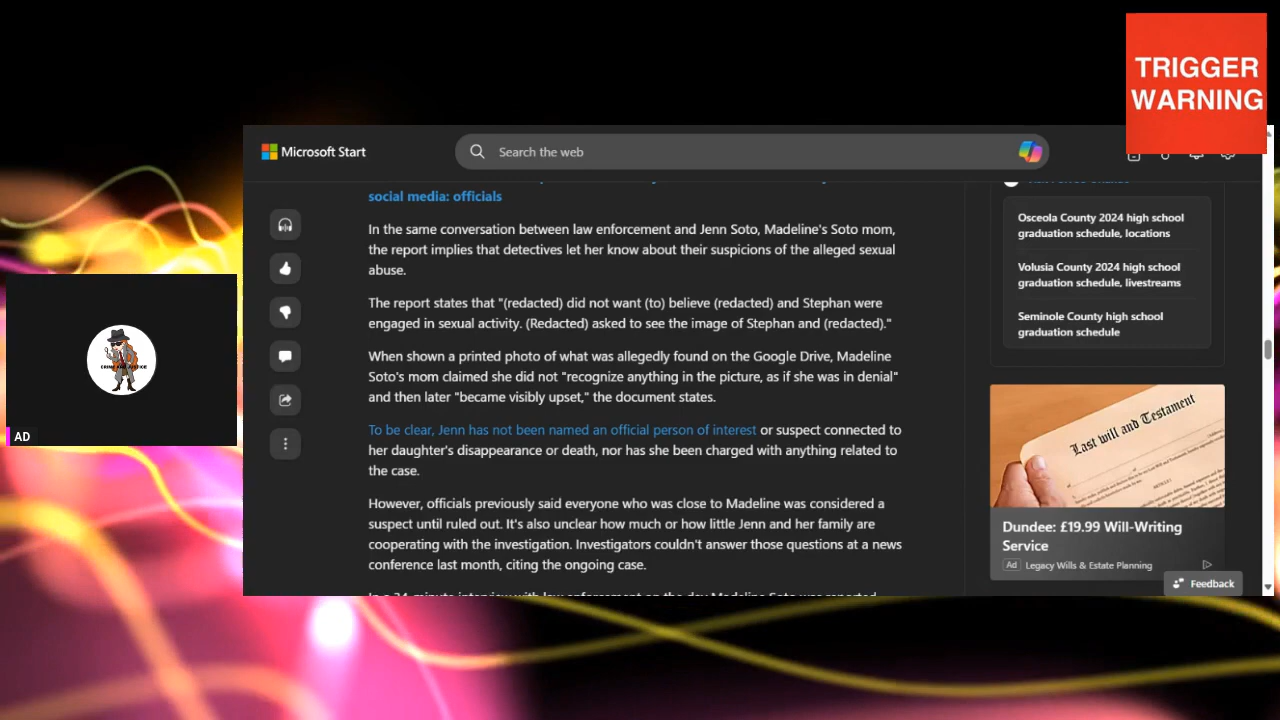 TRIGGER
WARNING
Microsoft Start
Search the web
social media: officials
In the same conversation between law enforcement and Jenn Soto, Madeline's Soto mom,
the report implies that detectives let her know about their suspicions of the alleged sexual
abuse.
The report states that "(redacted) did not want (to) believe (redacted) and Stephan were
engaged in sexual activity. (Redacted) asked to see the image of Stephan and (redacted)."
When shown a printed photo of what was allegedly found on the Google Drive, Madeline
Soto's mom claimed she did not "recognize anything in the picture, as if she was in denial"
and then later "became visibly upset," the document states.
To be clear, Jenn has not been named an official person of interest or suspect connected to
her daughter's disappearance or death, nor has she been charged with anything related to
the case.
However, officials previously said everyone who was close to Madeline was considered a
suspect until ruled out. It's also unclear how much or how little Jenn and her family are
cooperating with the investigation. Investigators couldn't answer those questions at a news
conference last month, citing the ongoing case.
Osceola County 2024 high school
graduation schedule, locations
Volusia County 2024 high school
graduation schedule, livestreams
Seminole County high school
graduation schedule
Last will and Testament
Dundee: £19.99 Will-Writing
Service
Ad Legacy Wills & Estate Planning
Feedback
CRIME AND JUSTICE
AD